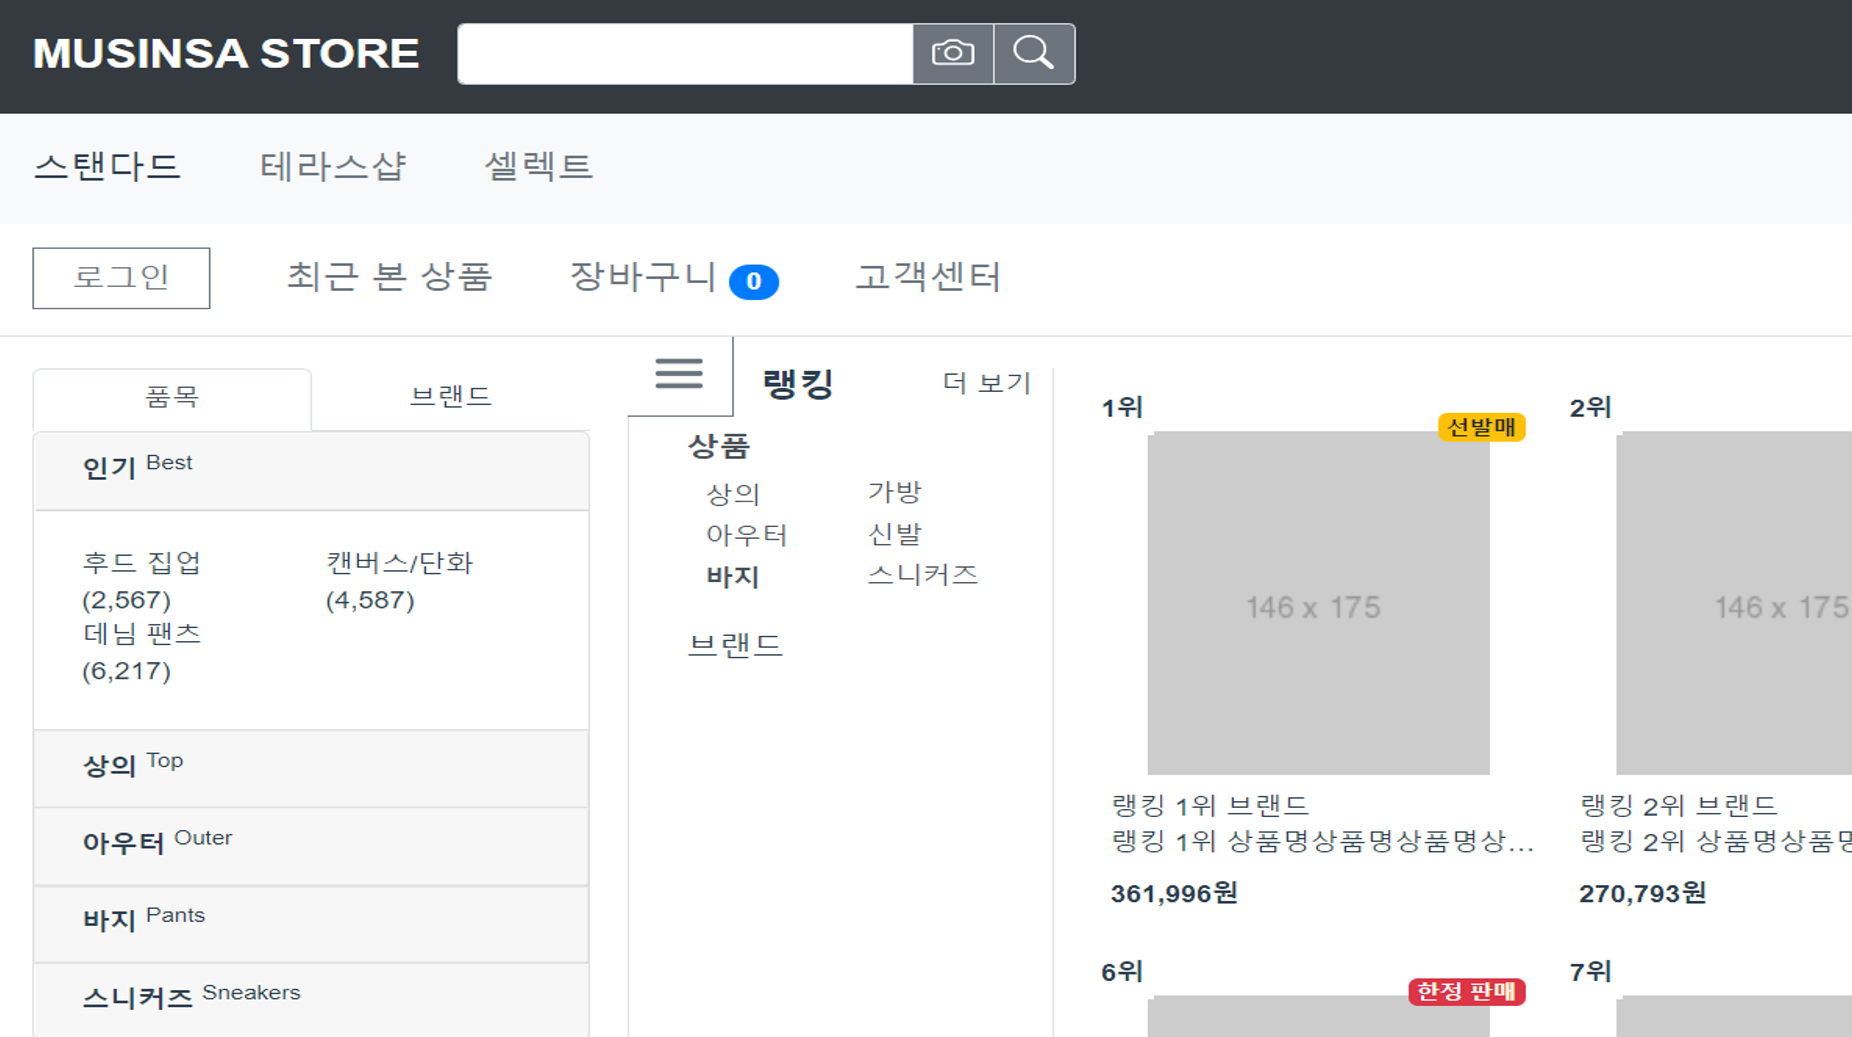 MUSINSA STORE
스탠다드 테라스샵 셀렉트
로그인 최근 본 상품 장바구니 0 고객센터
품목 브랜드
인기 Best
후드 집업
(2,567)
데님 팬츠
(6,217)
캔버스/단화
(4,587)
상의 Top
아우터 Outer
바지 Pants
스니커즈 Sneakers
랭킹 더 보기
상품
상의 가방
아우터 신발
바지 스니커즈
브랜드
1위
선발매
146 x 175
랭킹 1위 브랜드
랭킹 1위 상품명상품명상품명상...
361,996원
2위
146 x 175
랭킹 2위 브랜드
랭킹 2위 상품명상품명
270,793원
6위
한정 판매
7위